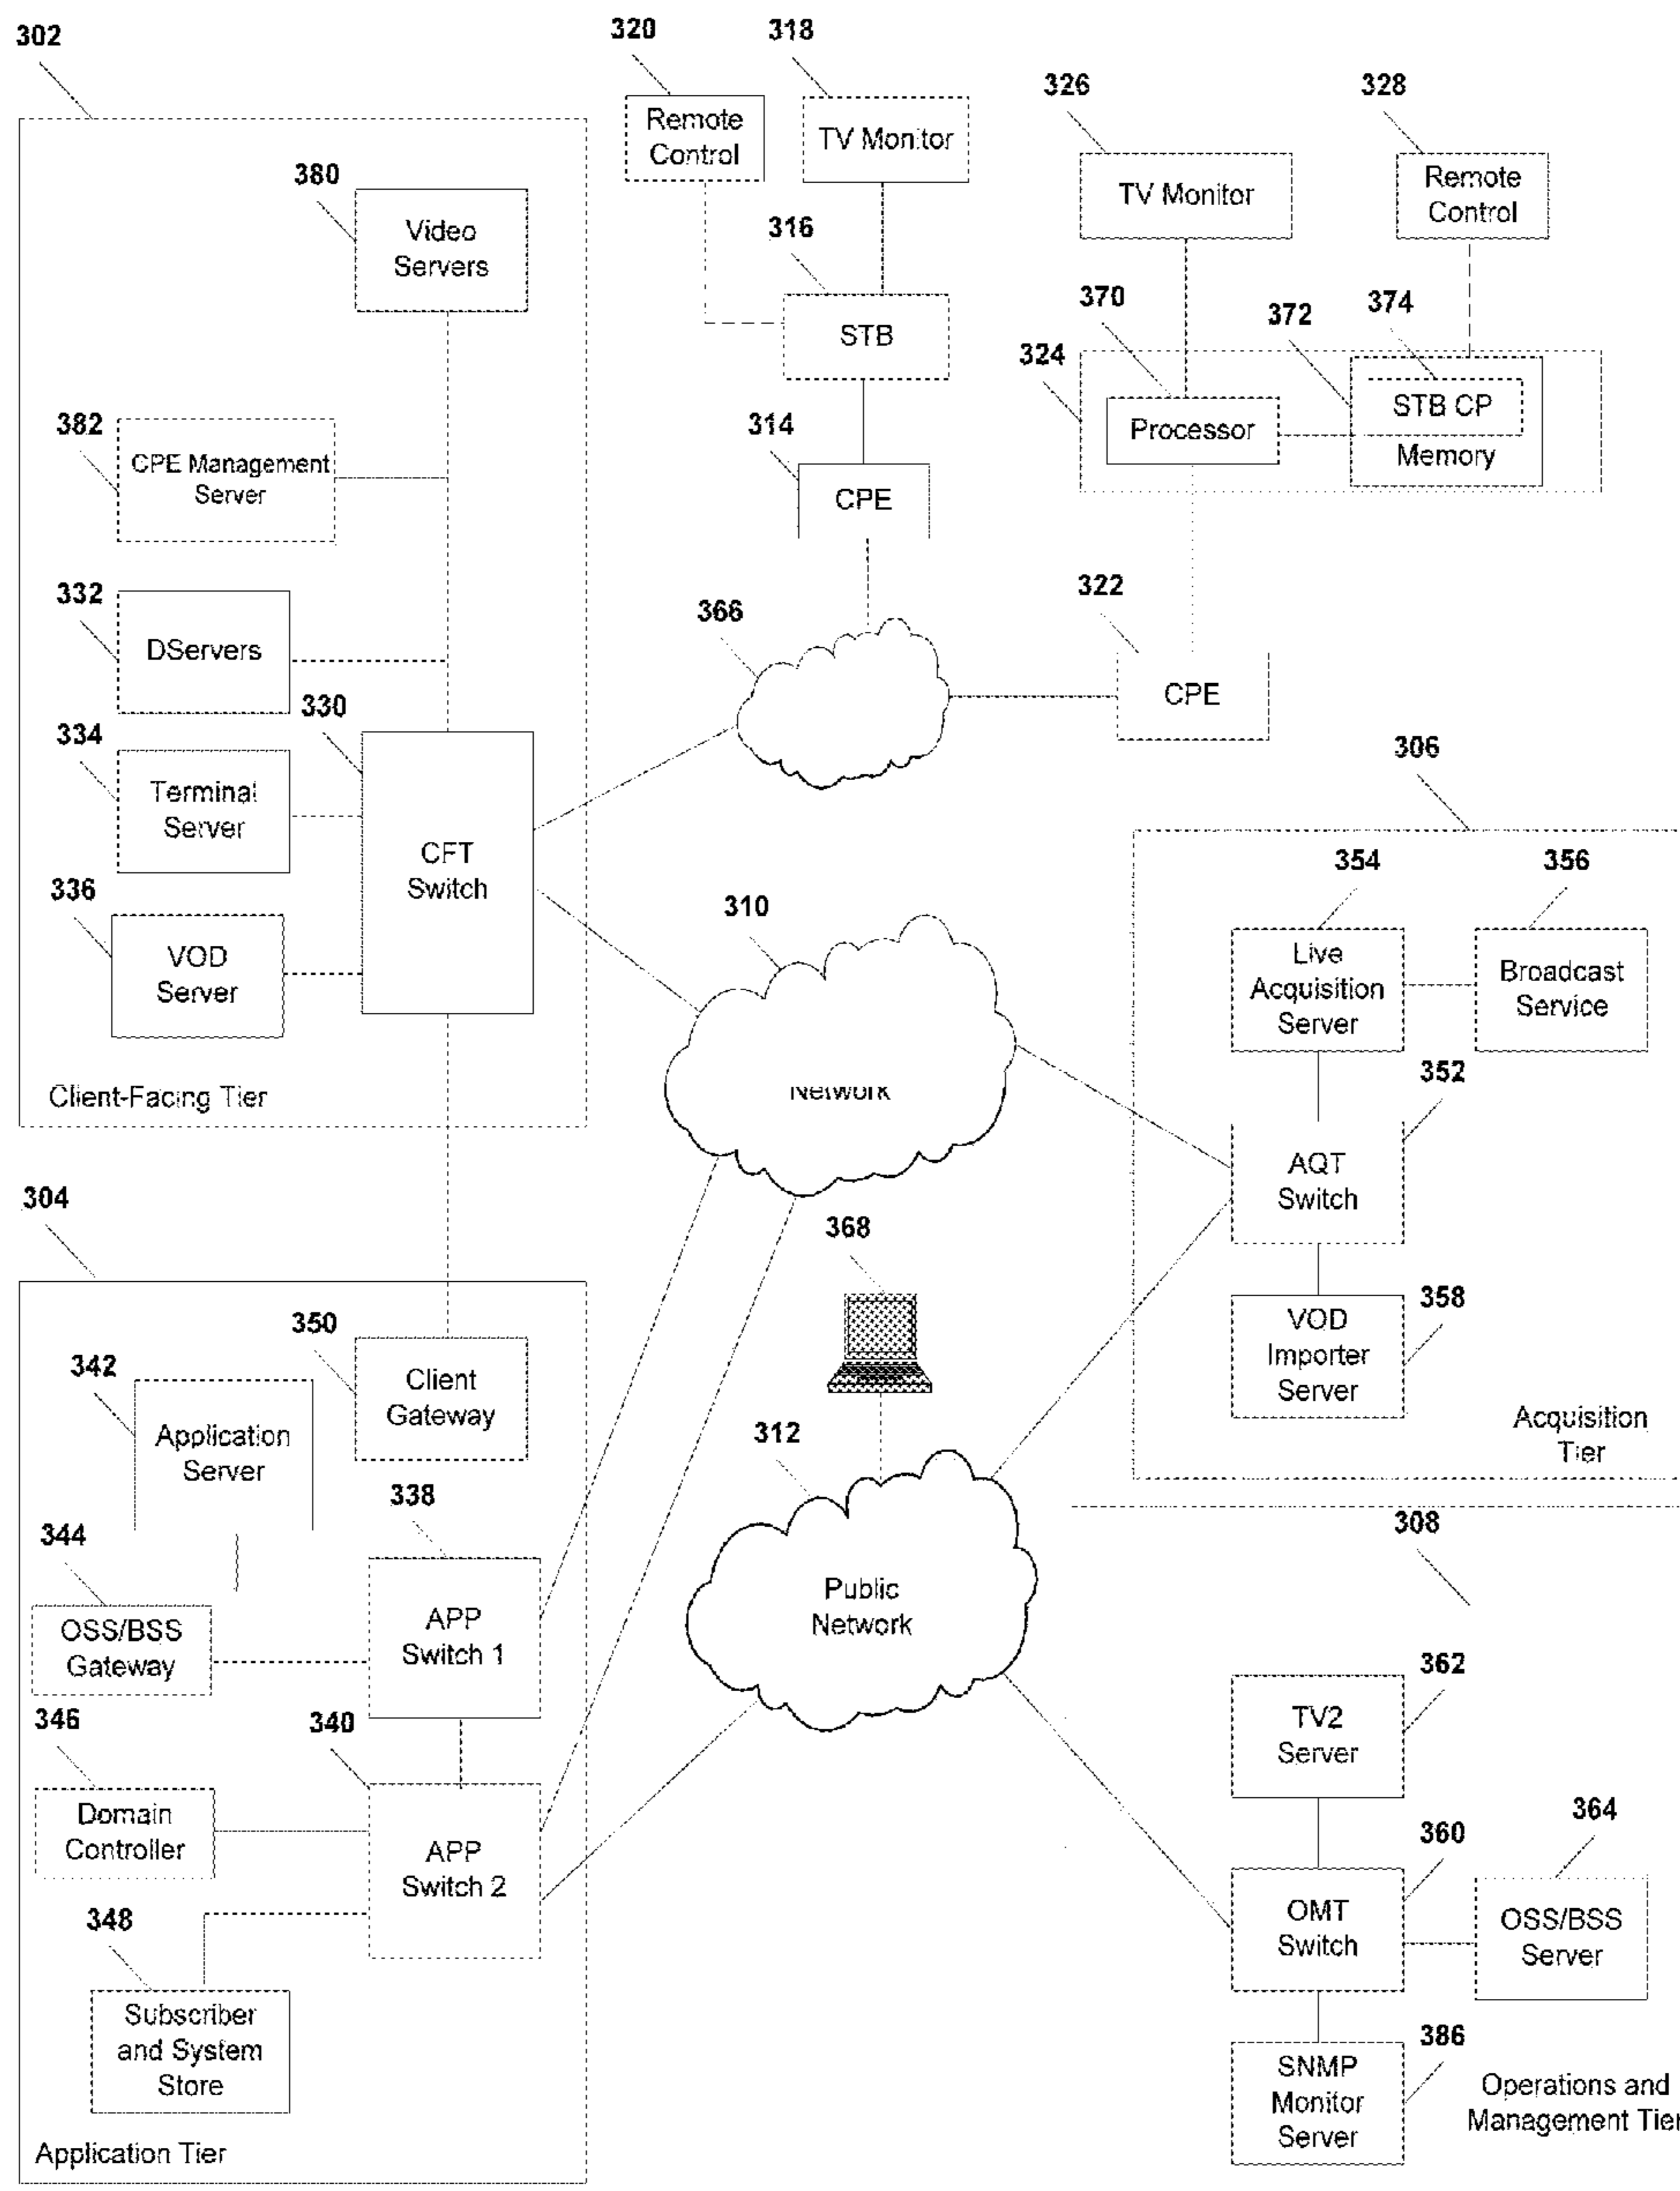 302
320
318
326
328
Remote
Control
TV Monitor
TV Monitor
Remote
Control
380
Video
Servers
316
STB
370
372
374
324
STB CP
Processor
Memory
382
CPE Management
Server
314
CPE
332
DServers
366
322
CPE
330
334
Terminal
Server
CFT
Switch
336
VOD
Server
Client-Facing Tier
310
Network
306
354
356
Live
Acquisition
Server
Broadcast
Service
352
AQT
Switch
358
VOD
Importer
Server
Acquisition
Tier
304
350
Client
Gateway
342
Application
Server
338
344
OSS/BSS
Gateway
APP
Switch 1
346
340
Domain
Controller
APP
Switch 2
348
Subscriber
and System
Store
Application Tier
368
312
Public
Network
308
362
TV2
Server
360
364
OMT
Switch
OSS/BSS
Server
386
SNMP
Monitor
Server
Operations and
Management Tier